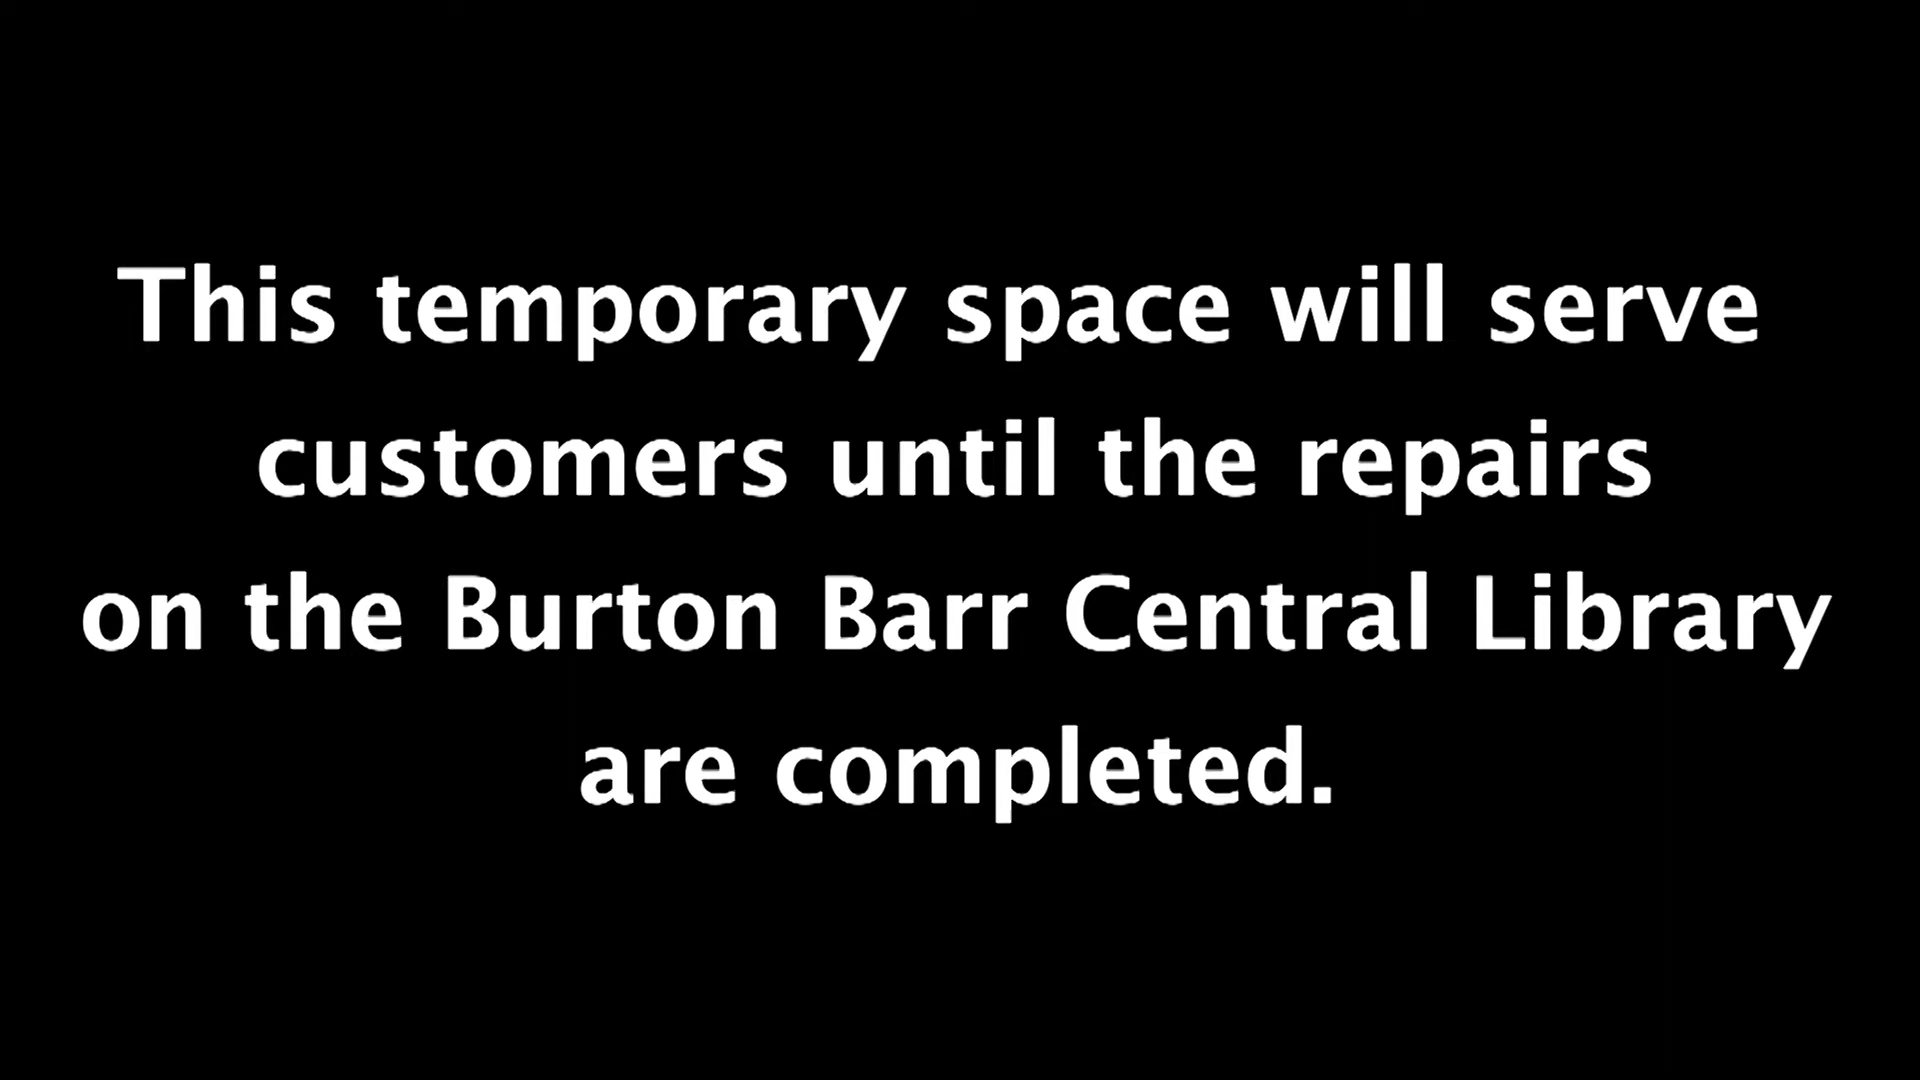 This temporary space will serve
customers until the repairs
on the Burton Barr Central Library
are completed.